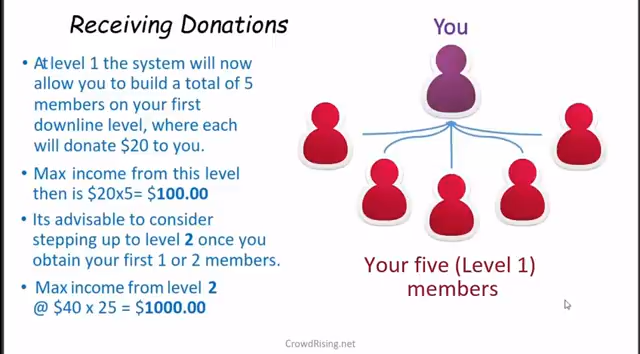 Receiving Donations
At level 1 the system will now
allow you to build a total of 5
members on your first
downline level, where each
will donate $20 to you.
Max income from this level
then is $20x5= $100.00
Its advisable to consider
stepping up to level 2 once you
obtain your first 1 or 2 members.
Max income from level 2
@ $40 x 25 = $1000.00
You
Your five (Level 1)
members
CrowdRising.net